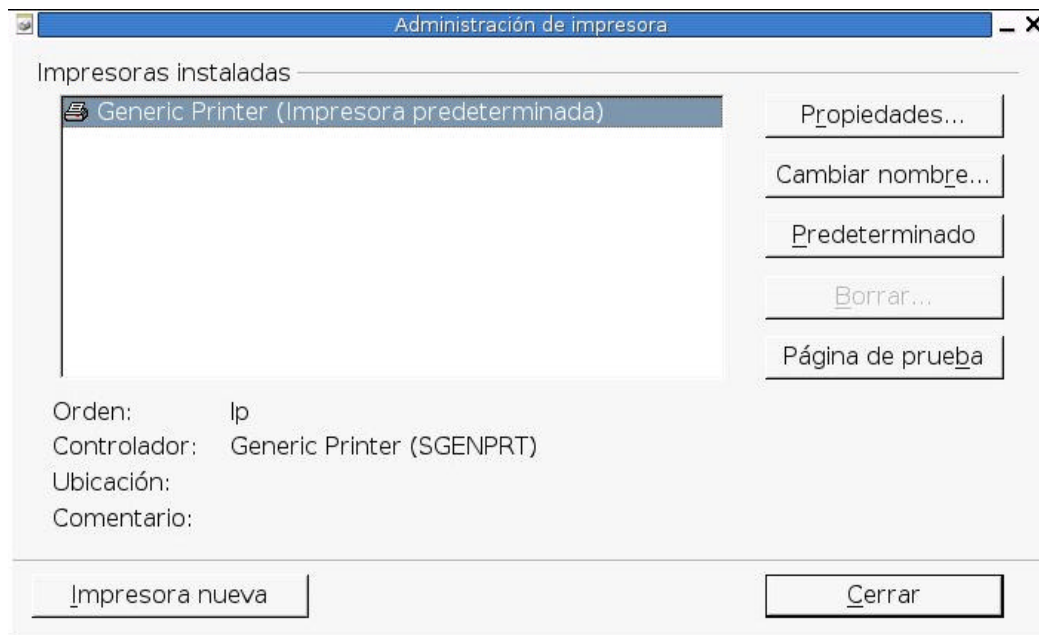 Administración de impresora
Impresoras instaladas
Generic Printer (Impresora predeterminada)
Propiedades...
Cambiar nombre...
Predeterminado
Borrar...
Página de prueba
Orden: lp
Controlador: Generic Printer (SGENPRT)
Ubicación:
Comentario:
Impresora nueva
Cerrar